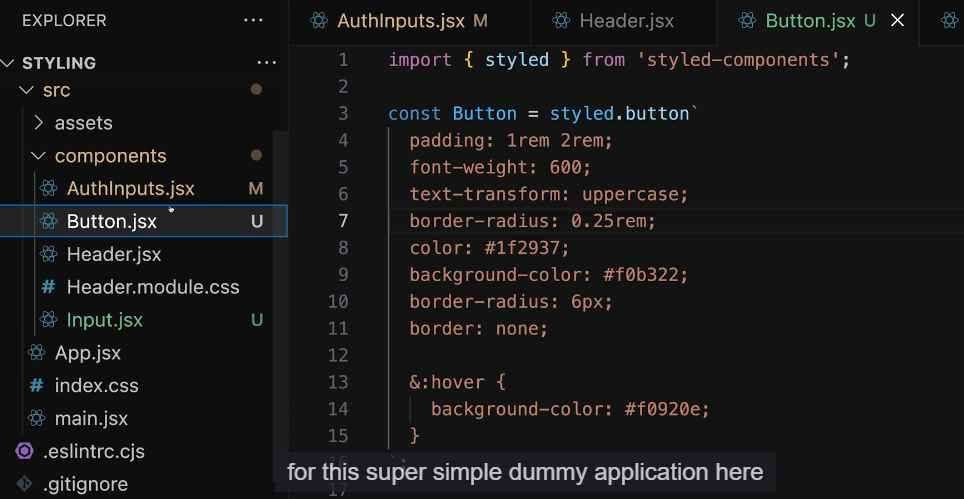 EXPLORER ...
STYLING ...
src
assets
components
AuthInputs.jsx M
Button.jsx U
Header.jsx
Header.module.css
Input.jsx U
App.jsx
index.css
main.jsx
.eslintrc.cjs
.gitignore
AuthInputs.jsx M Header.jsx Button.jsx U
1 import { styled } from 'styled-components';
2
3 const Button = styled.button`
4 padding: 1rem 2rem;
5 font-weight: 600;
6 text-transform: uppercase;
7 border-radius: 0.25rem;
8 color: #1f2937;
9 background-color: #f0b322;
10 border-radius: 6px;
11 border: none;
12
13 &:hover {
14 background-color: #f0920e;
15 }
for this super simple dummy application here
17